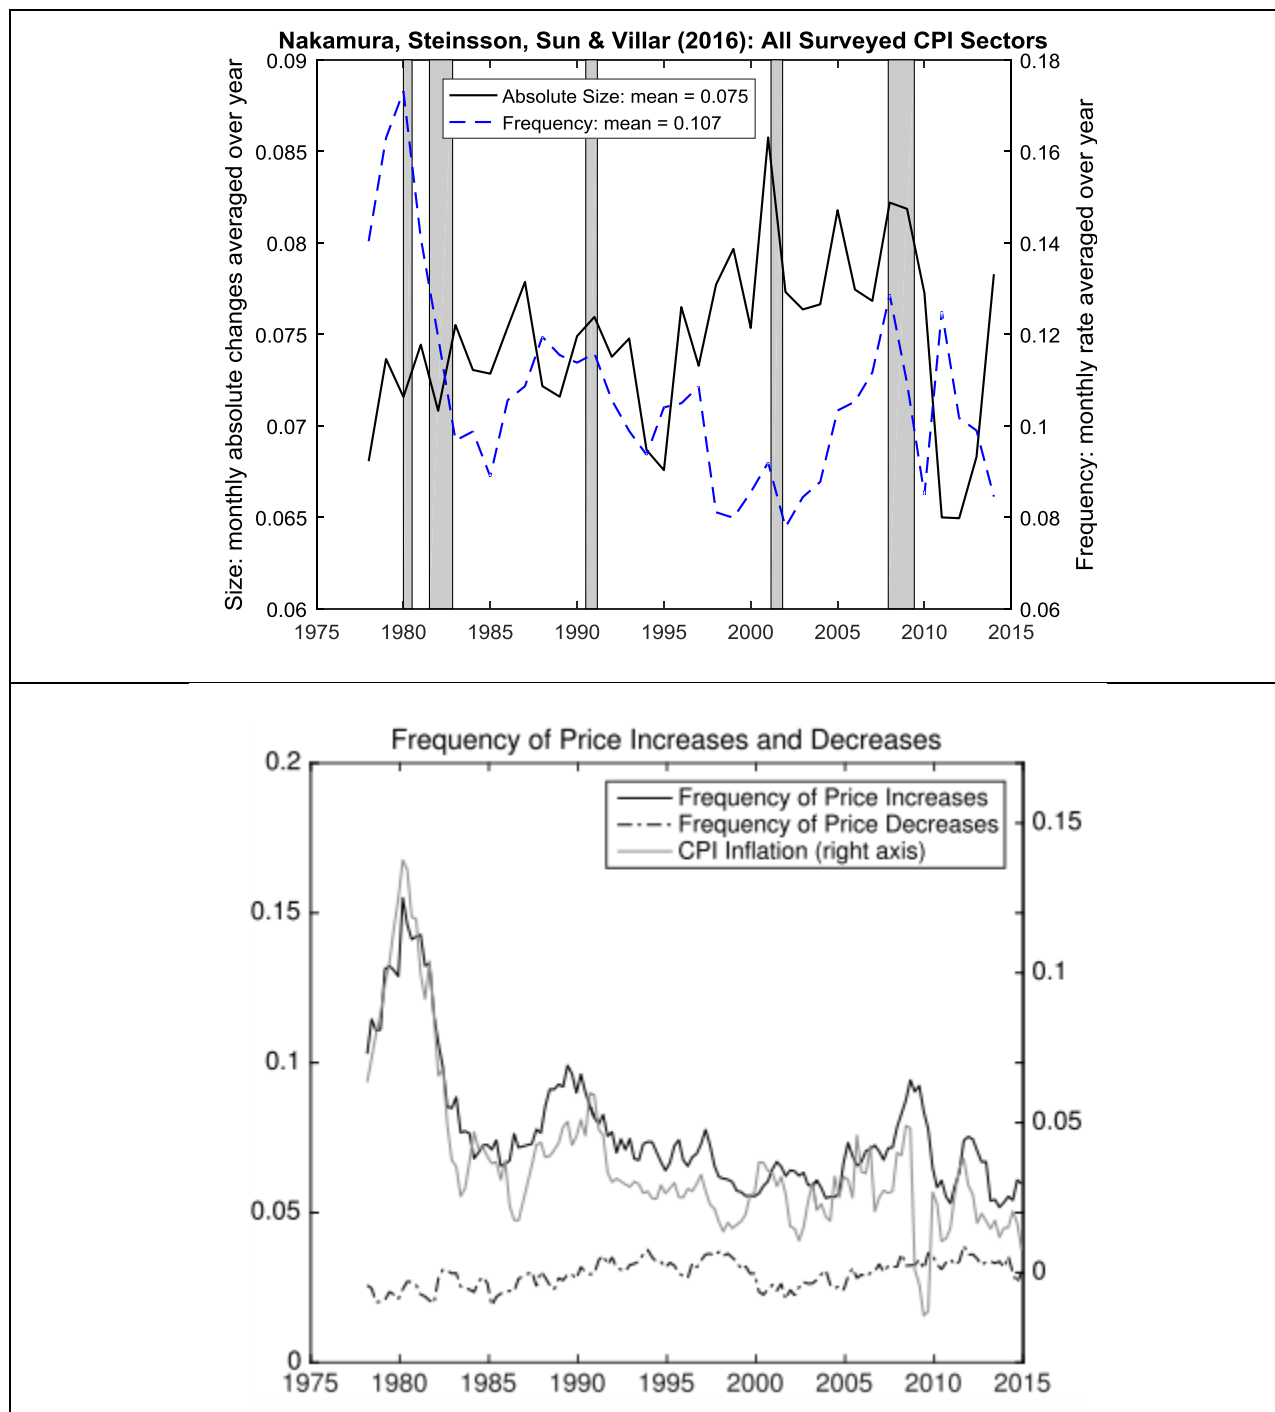 Nakamura, Steinsson, Sun & Villar (2016): All Surveyed CPI Sectors
Size: monthly absolute changes averaged over year
0.09
0.085
0.08
0.075
0.07
0.065
0.06
Absolute Size: mean = 0.075
Frequency: mean = 0.107
0.18
0.16
0.14
0.12
0.1
0.08
0.06
Frequency: monthly rate averaged over year
1975 1980 1985 1990 1995 2000 2005 2010 2015
Frequency of Price Increases and Decreases
0.2
0.15
0.1
0.05
0
Frequency of Price Increases
Frequency of Price Decreases
CPI Inflation (right axis)
0.15
0.1
0.05
0
1975 1980 1985 1990 1995 2000 2005 2010 2015